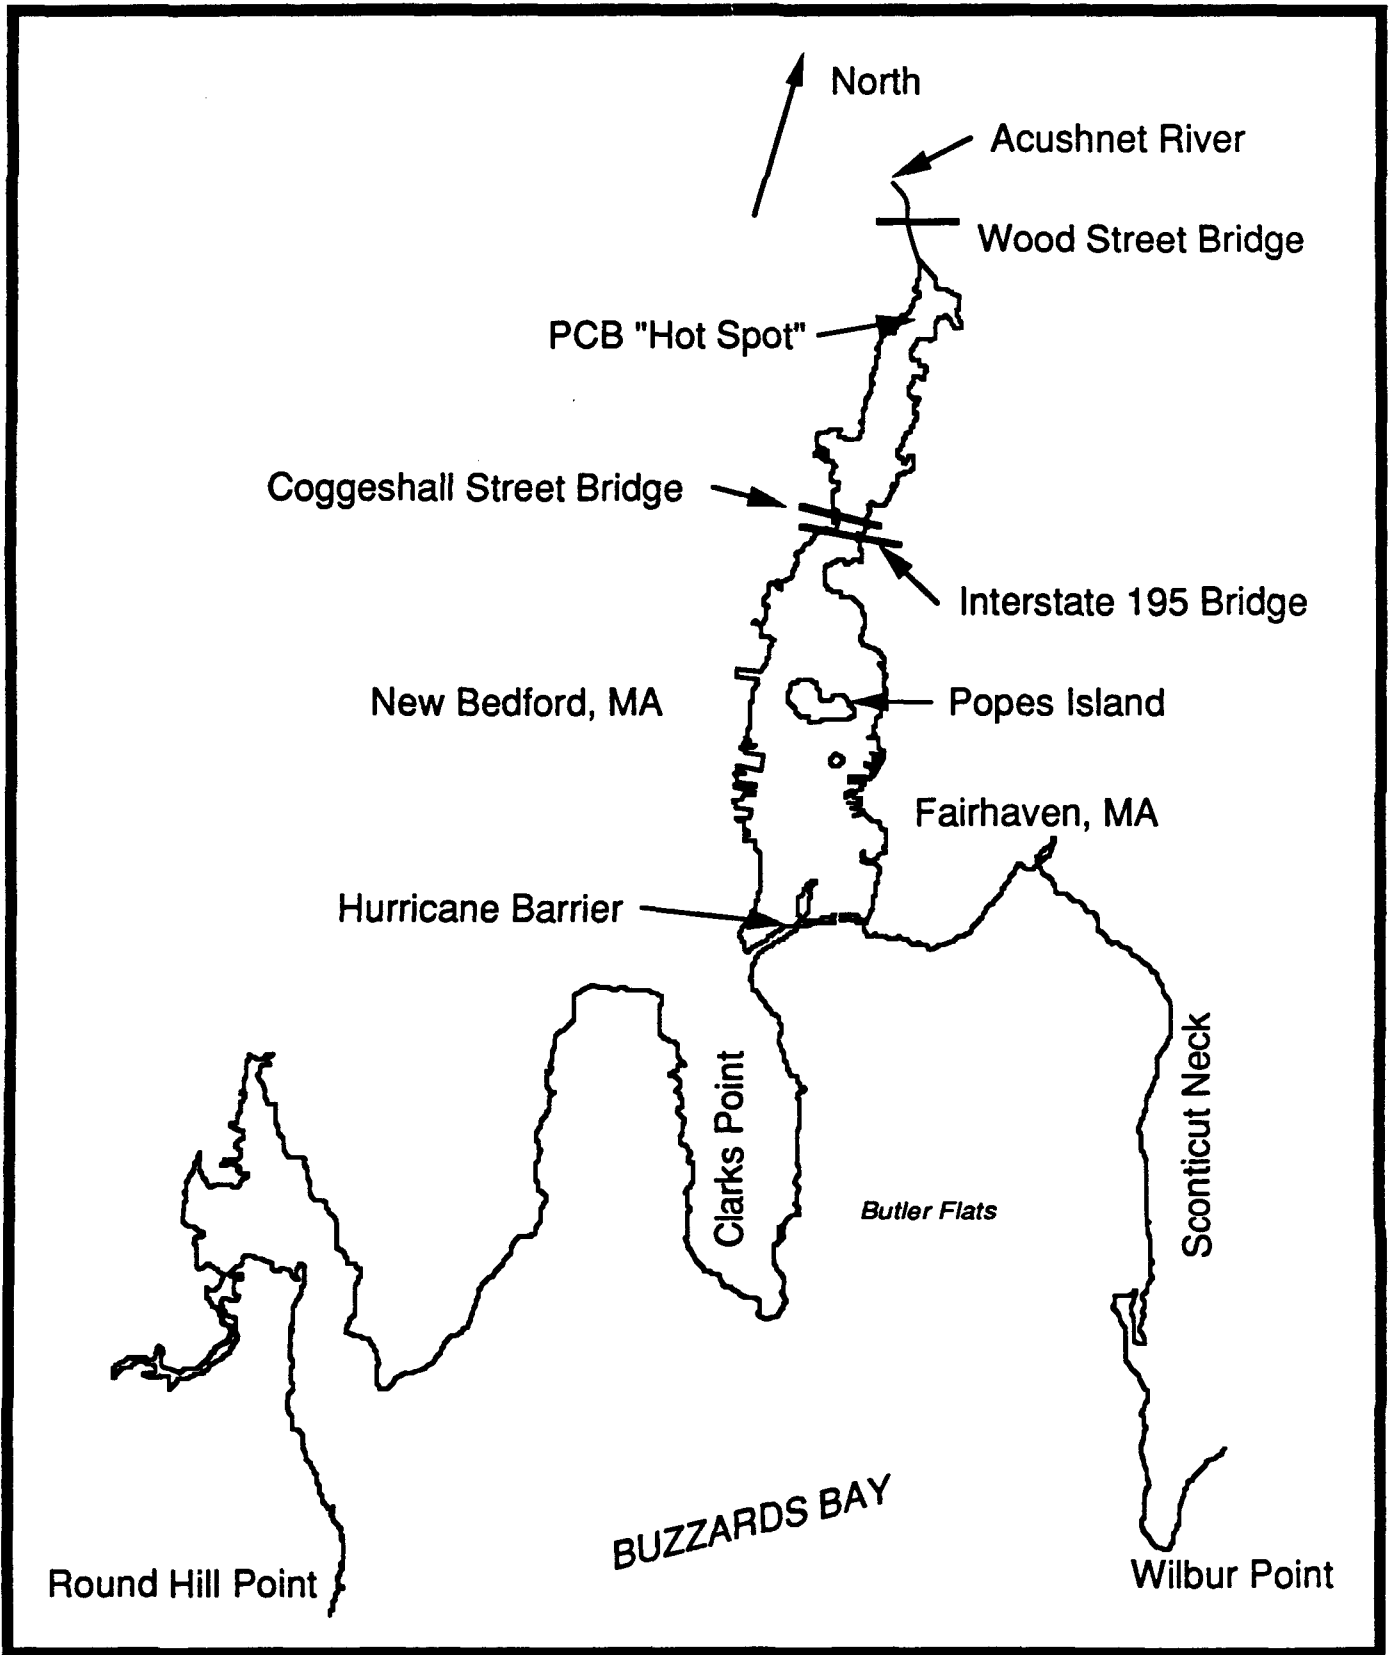 North
Acushnet River
Wood Street Bridge
PCB "Hot Spot"
Coggeshall Street Bridge
Interstate 195 Bridge
New Bedford, MA
Popes Island
Fairhaven, MA
Hurricane Barrier
Clarks Point
Sconticut Neck
Butler Flats
BUZZARDS BAY
Round Hill Point
Wilbur Point